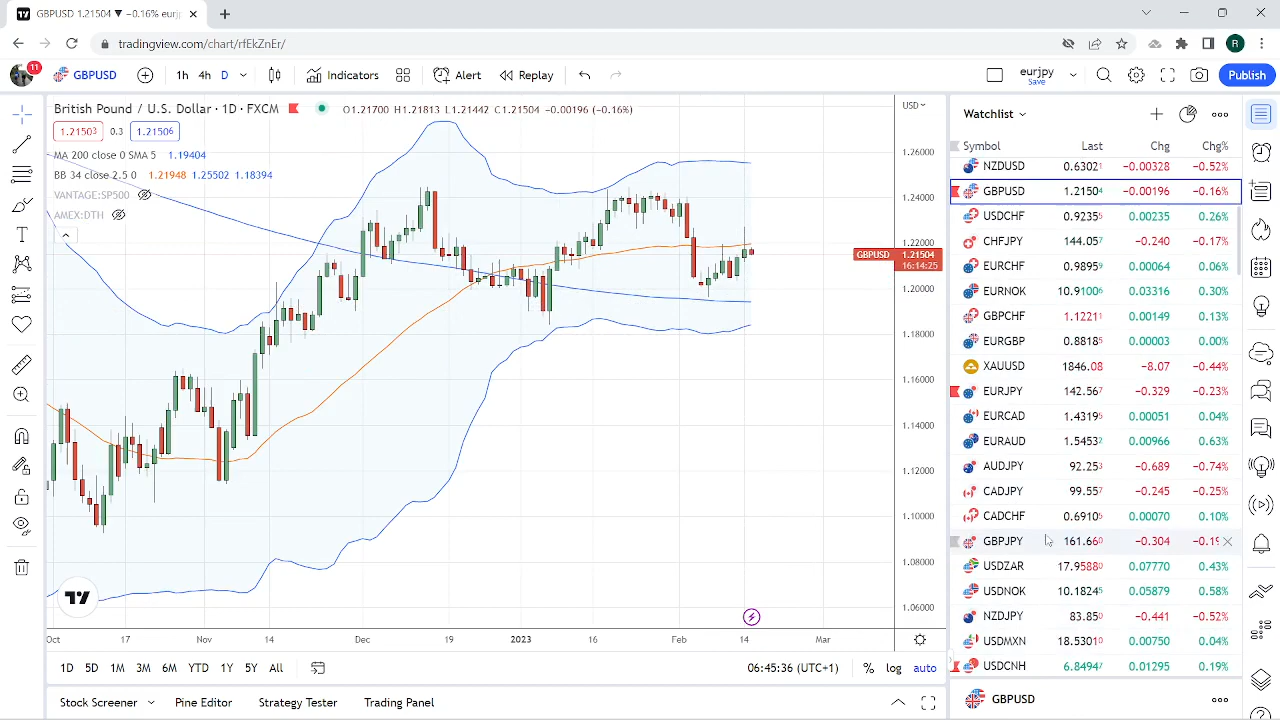 GBPUSD 1.21504 ▼ −0.16% eurjp
tradingview.com/chart/rfEkZnEr/
R
11
GBPUSD
1h 4h D
Indicators
Alert
Replay
eurjpy
Save
Publish
British Pound / U.S. Dollar · 1D · FXCM
O1.21700 H1.21813 L1.21442 C1.21504 −0.00196 (−0.16%)
USD
1.21503 0.3 1.21506
MA 200 close 0 SMA 5 1.19404
BB 34 close 2.5 0 1.21948 1.25502 1.18394
VANTAGE:SP500
AMEX:DTH
1.26000
1.24000
1.22000
GBPUSD 1.21504
16:14:25
1.20000
1.18000
1.16000
1.14000
1.12000
1.10000
1.08000
1.06000
Oct 17 Nov 14 Dec 19 2023 16 Feb 14 Mar
1D 5D 1M 3M 6M YTD 1Y 5Y All
06:45:36 (UTC+1)
% log auto
Stock Screener Pine Editor Strategy Tester Trading Panel
Watchlist
Symbol Last Chg Chg%
NZDUSD 0.63021 −0.00328 −0.52%
GBPUSD 1.21504 −0.00196 −0.16%
USDCHF 0.92355 0.00235 0.26%
CHFJPY 144.057 −0.240 −0.17%
EURCHF 0.98959 0.00064 0.06%
EURNOK 10.91006 0.03316 0.30%
GBPCHF 1.12211 0.00149 0.13%
EURGBP 0.88185 0.00003 0.00%
XAUUSD 1846.08 −8.07 −0.44%
EURJPY 142.567 −0.329 −0.23%
EURCAD 1.43195 0.00051 0.04%
EURAUD 1.54532 0.00966 0.63%
AUDJPY 92.253 −0.689 −0.74%
CADJPY 99.557 −0.245 −0.25%
CADCHF 0.69105 0.00070 0.10%
GBPJPY 161.660 −0.304 −0.19
USDZAR 17.95880 0.07770 0.43%
USDNOK 10.18245 0.05879 0.58%
NZDJPY 83.850 −0.441 −0.52%
USDMXN 18.53010 0.00750 0.04%
USDCNH 6.84947 0.01295 0.19%
GBPUSD